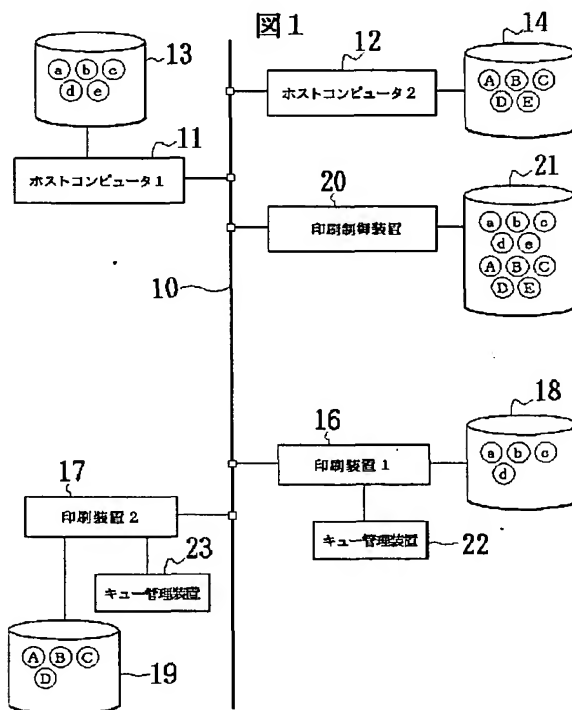 図1
13
a b c
d e
12
ホストコンピュータ2
14
A B C
D E
11
ホストコンピュータ1
20
印刷制御装置
21
a b c
d e
A B C
D E
10
16
印刷装置1
18
a b c
d
17
印刷装置2
23
キュー管理装置
キュー管理装置
22
A B C
D
19